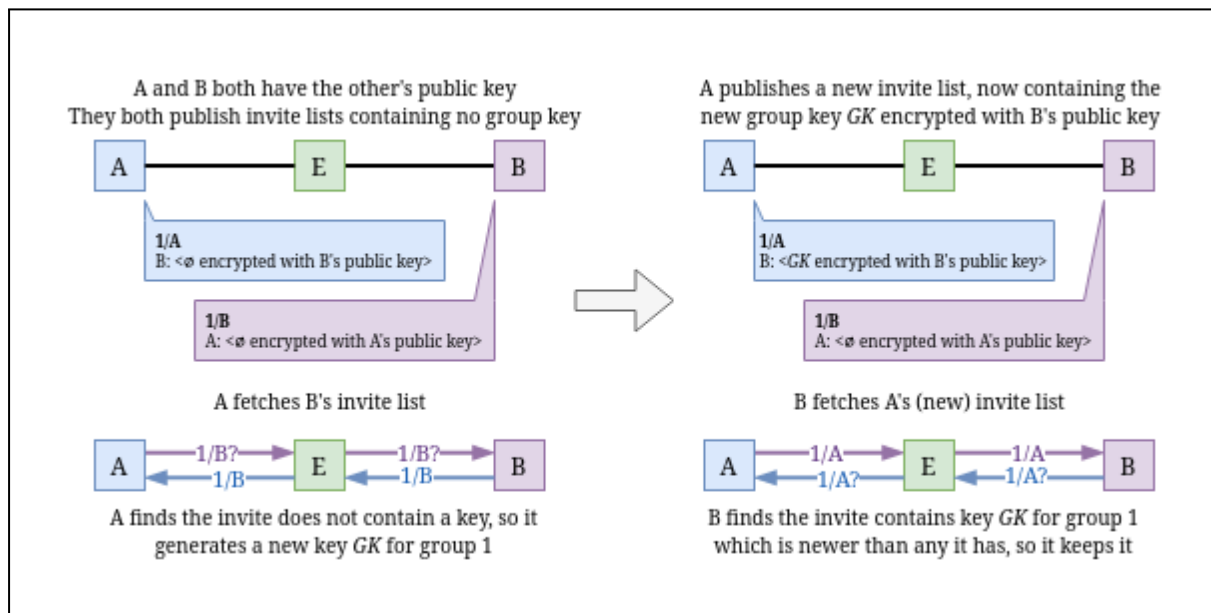 A and B both have the other's public key
They both publish invite lists containing no group key
A
E
B
1/A
B: <ø encrypted with B's public key>
1/B
A: <ø encrypted with A's public key>
A fetches B's invite list
A
1/B?
1/B
E
1/B?
1/B
B
A finds the invite does not contain a key, so it
generates a new key GK for group 1
A publishes a new invite list, now containing the
new group key GK encrypted with B's public key
A
E
B
1/A
B: <GK encrypted with B's public key>
1/B
A: <ø encrypted with A's public key>
B fetches A's (new) invite list
A
1/A
1/A?
E
1/A
1/A?
B
B finds the invite contains key GK for group 1
which is newer than any it has, so it keeps it